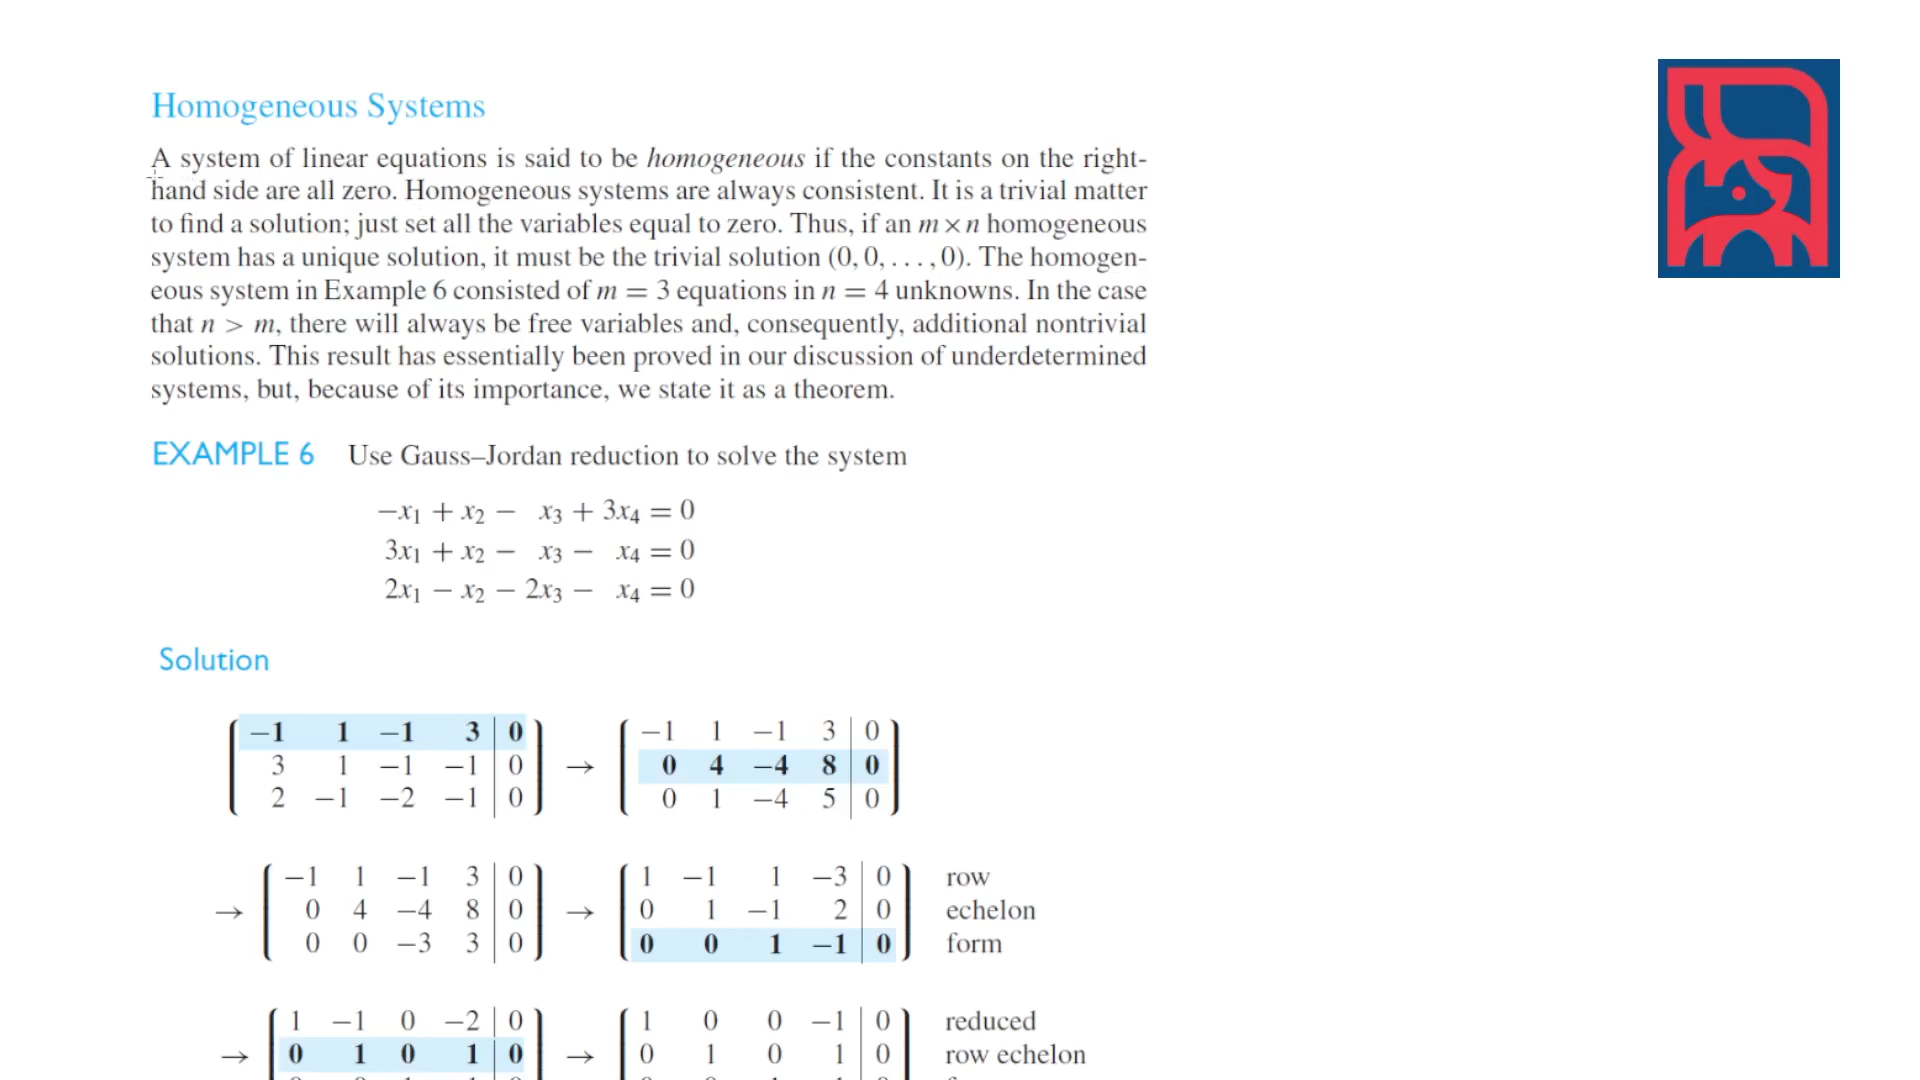 Homogeneous Systems
A system of linear equations is said to be homogeneous if the constants on the right-
hand side are all zero. Homogeneous systems are always consistent. It is a trivial matter
to find a solution; just set all the variables equal to zero. Thus, if an m × n homogeneous
system has a unique solution, it must be the trivial solution (0, 0, . . . , 0). The homogen-
eous system in Example 6 consisted of m = 3 equations in n = 4 unknowns. In the case
that n > m, there will always be free variables and, consequently, additional nontrivial
solutions. This result has essentially been proved in our discussion of underdetermined
systems, but, because of its importance, we state it as a theorem.
EXAMPLE 6 Use Gauss–Jordan reduction to solve the system
−x₁ + x₂ − x₃ + 3x₄ = 0
3x₁ + x₂ − x₃ − x₄ = 0
2x₁ − x₂ − 2x₃ − x₄ = 0
Solution
−1 1 −1 3 | 0 −1 1 −1 3 | 0
3 1 −1 −1 | 0 → 0 4 −4 8 | 0
2 −1 −2 −1 | 0 0 1 −4 5 | 0
−1 1 −1 3 | 0 1 −1 1 −3 | 0 row
→ 0 4 −4 8 | 0 → 0 1 −1 2 | 0 echelon
0 0 −3 3 | 0 0 0 1 −1 | 0 form
1 −1 0 −2 | 0 1 0 0 −1 | 0 reduced
→ 0 1 0 1 | 0 → 0 1 0 1 | 0 row echelon